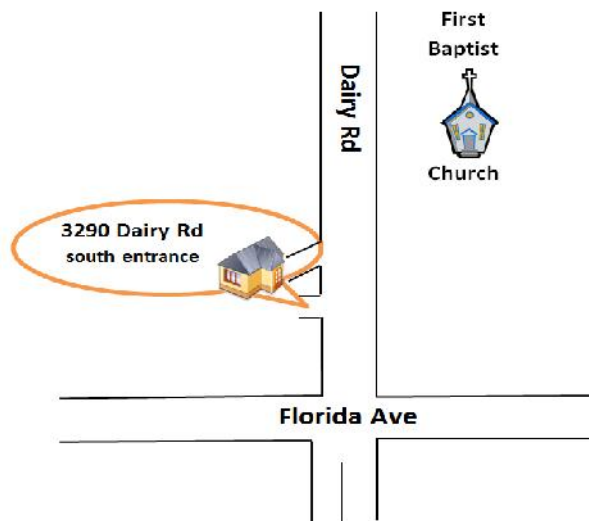 First
Baptist
Church
Dairy Rd
3290 Dairy Rd
south entrance
Florida Ave